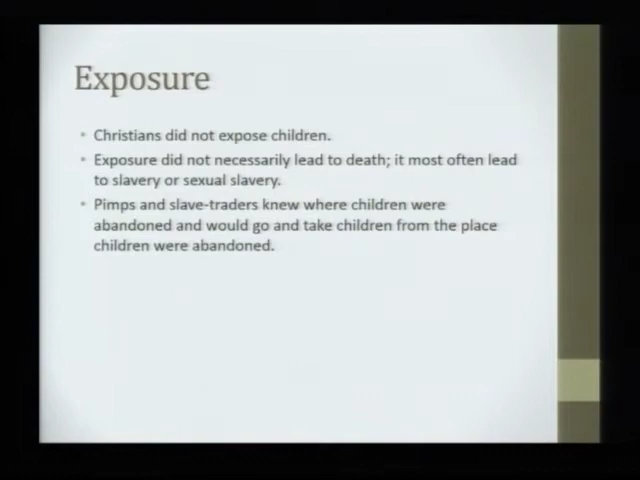 Exposure
• Christians did not expose children.
• Exposure did not necessarily lead to death; it most often lead
to slavery or sexual slavery.
• Pimps and slave-traders knew where children were
abandoned and would go and take children from the place
children were abandoned.